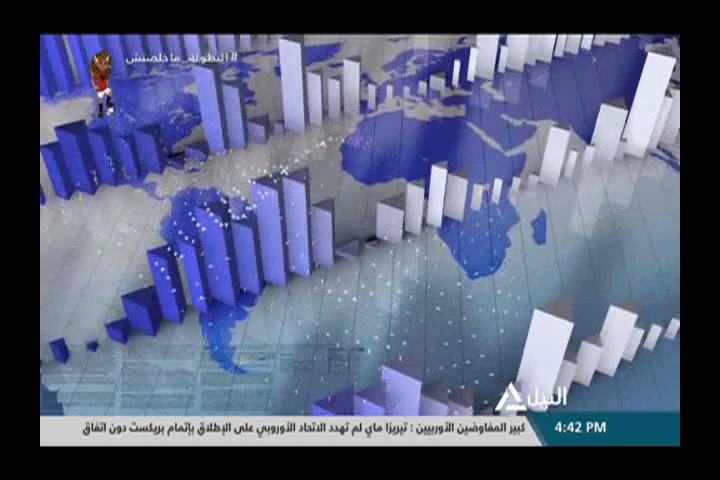 #البطولة_ماخلصتش
النيل
كبير المفاوضين الأوربيين : تيريزا ماي لم تهدد الاتحاد الأوروبي على الإطلاق بإتمام بريكست دون اتفاق
4:42 PM